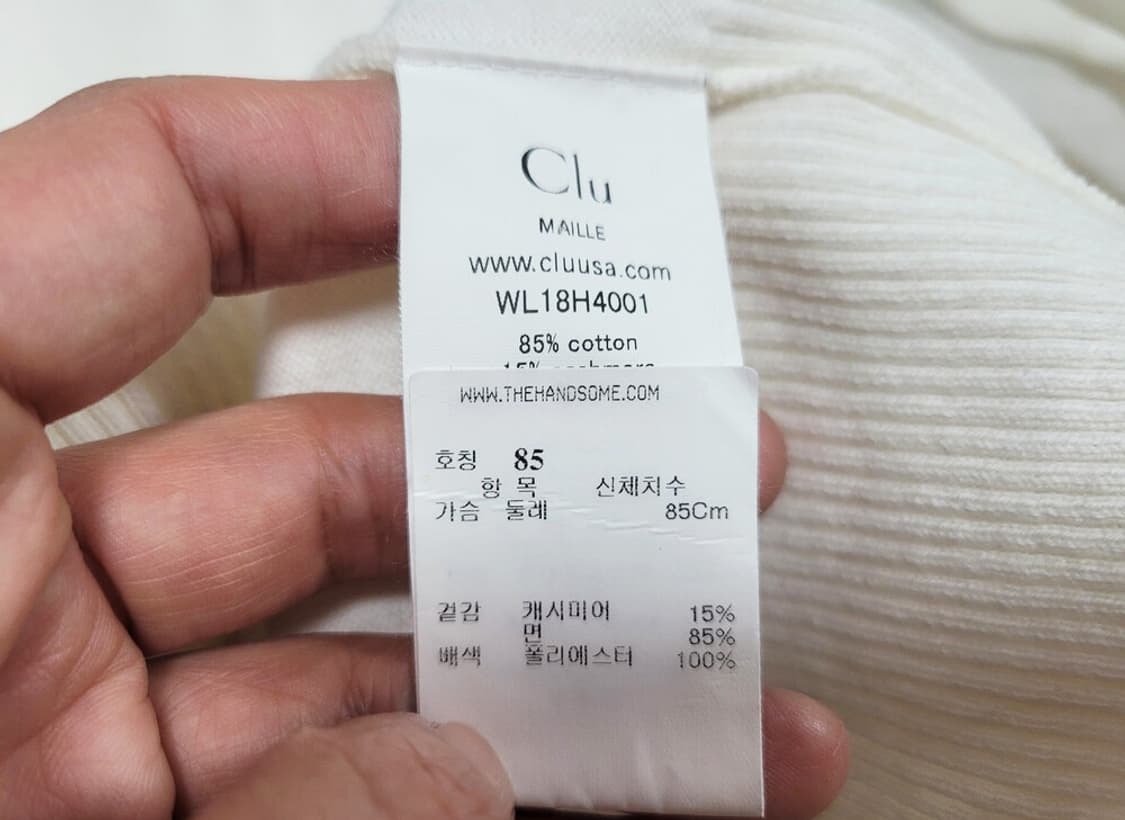 Clu
MAILLE
www.cluusa.com
WL18H4001
85% cotton
15% cashmere
WWW.THEHANDSOME.COM
호칭 85
항 목 신체치수
가슴 둘레 85Cm
겉감 캐시미어 15%
면 85%
배색 폴리에스터 100%